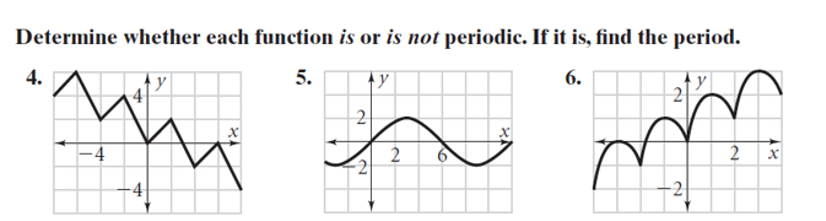 Determine whether each function is or is not periodic. If it is, find the period.
4. 5. 6.
y y y
4 2 2
x x
-4 2 6 2 x
-2
-4 -2